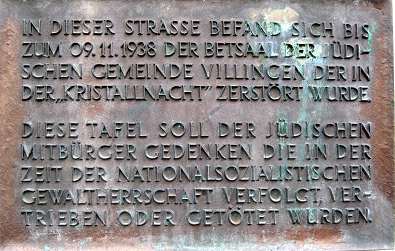 IN DIESER STRASSE BEFAND SICH BIS
ZUM 09.11.1938 DER BETSAAL DER JÜDI-
SCHEN GEMEINDE VILLINGEN DER IN
DER „KRISTALLNACHT" ZERSTÖRT WURDE.
DIESE TAFEL SOLL DER JÜDISCHEN
MITBÜRGER GEDENKEN DIE IN DER
ZEIT DER NATIONALSOZIALISTISCHEN
GEWALTHERRSCHAFT VERFOLGT, VER-
TRIEBEN ODER GETÖTET WURDEN.